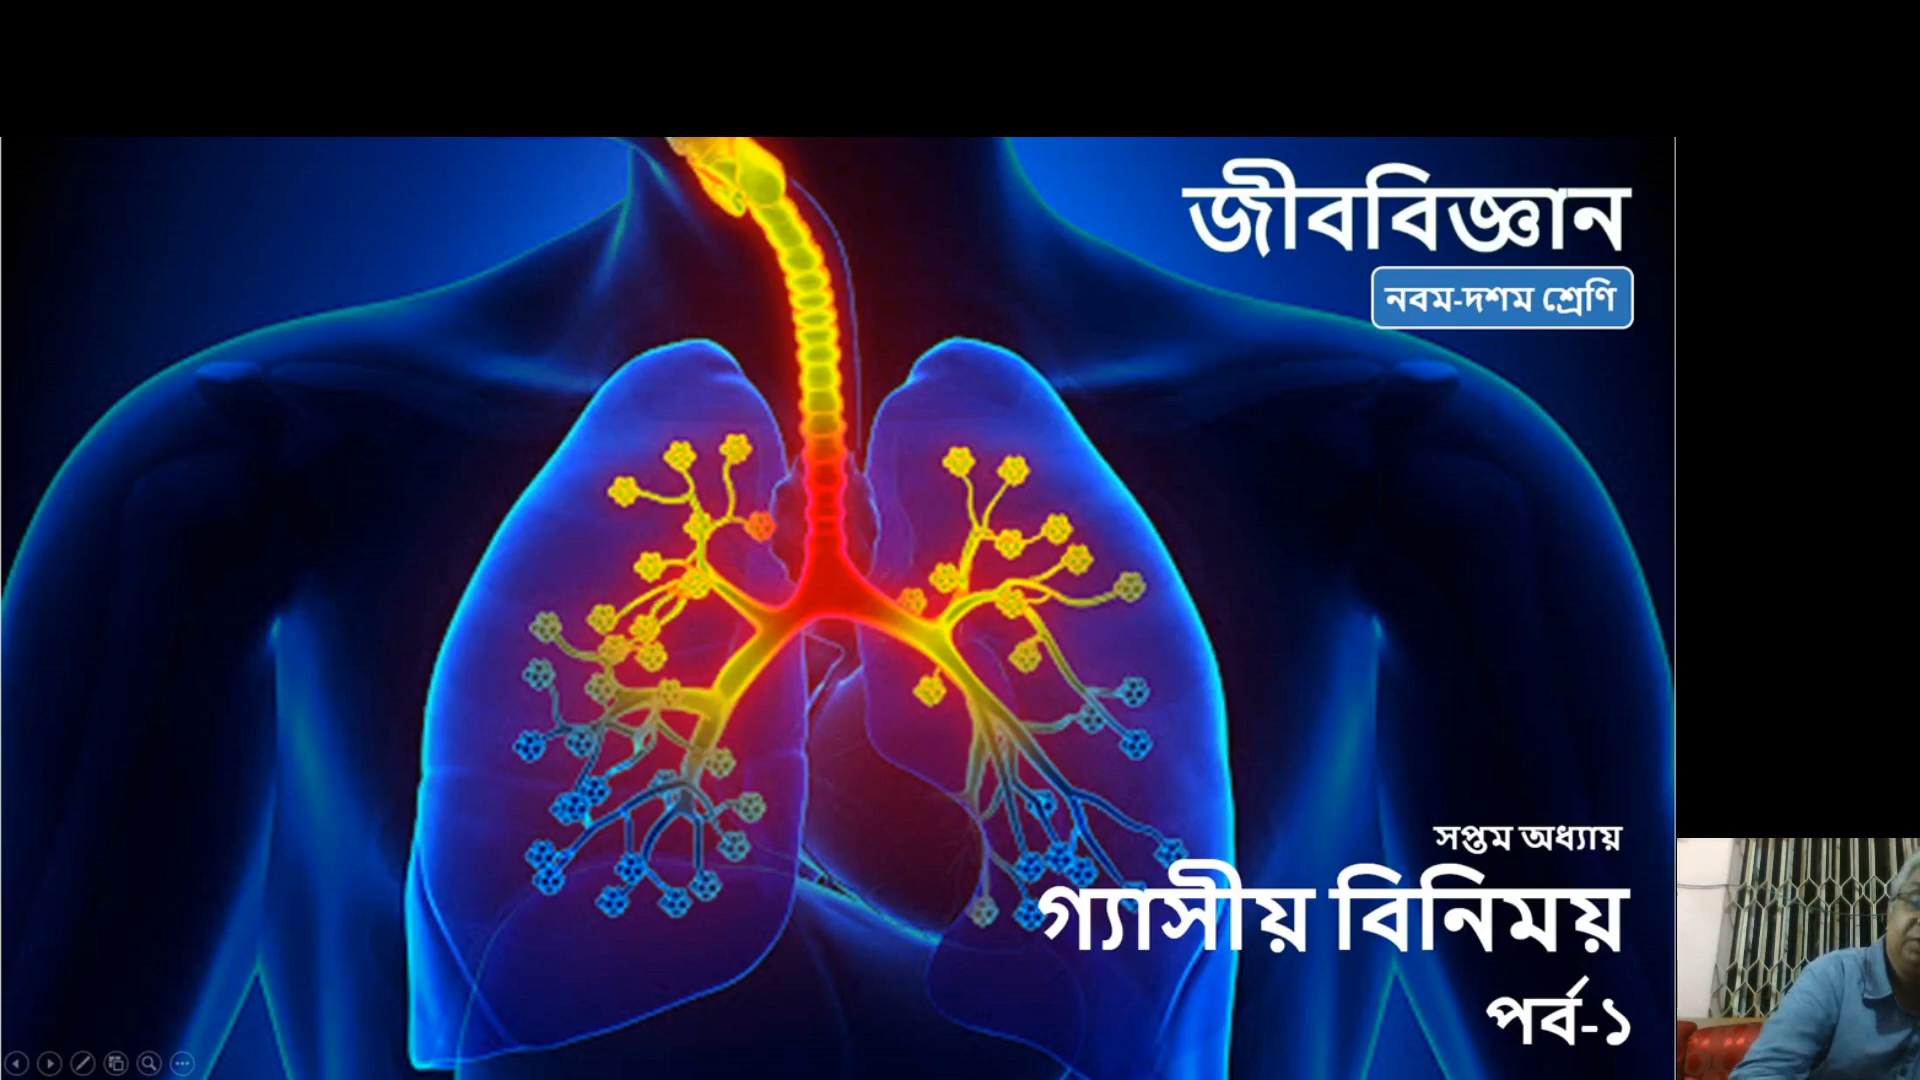 জীববিজ্ঞান
নবম-দশম শ্রেণি
সপ্তম অধ্যায়
গ্যাসীয় বিনিময়
পর্ব-১